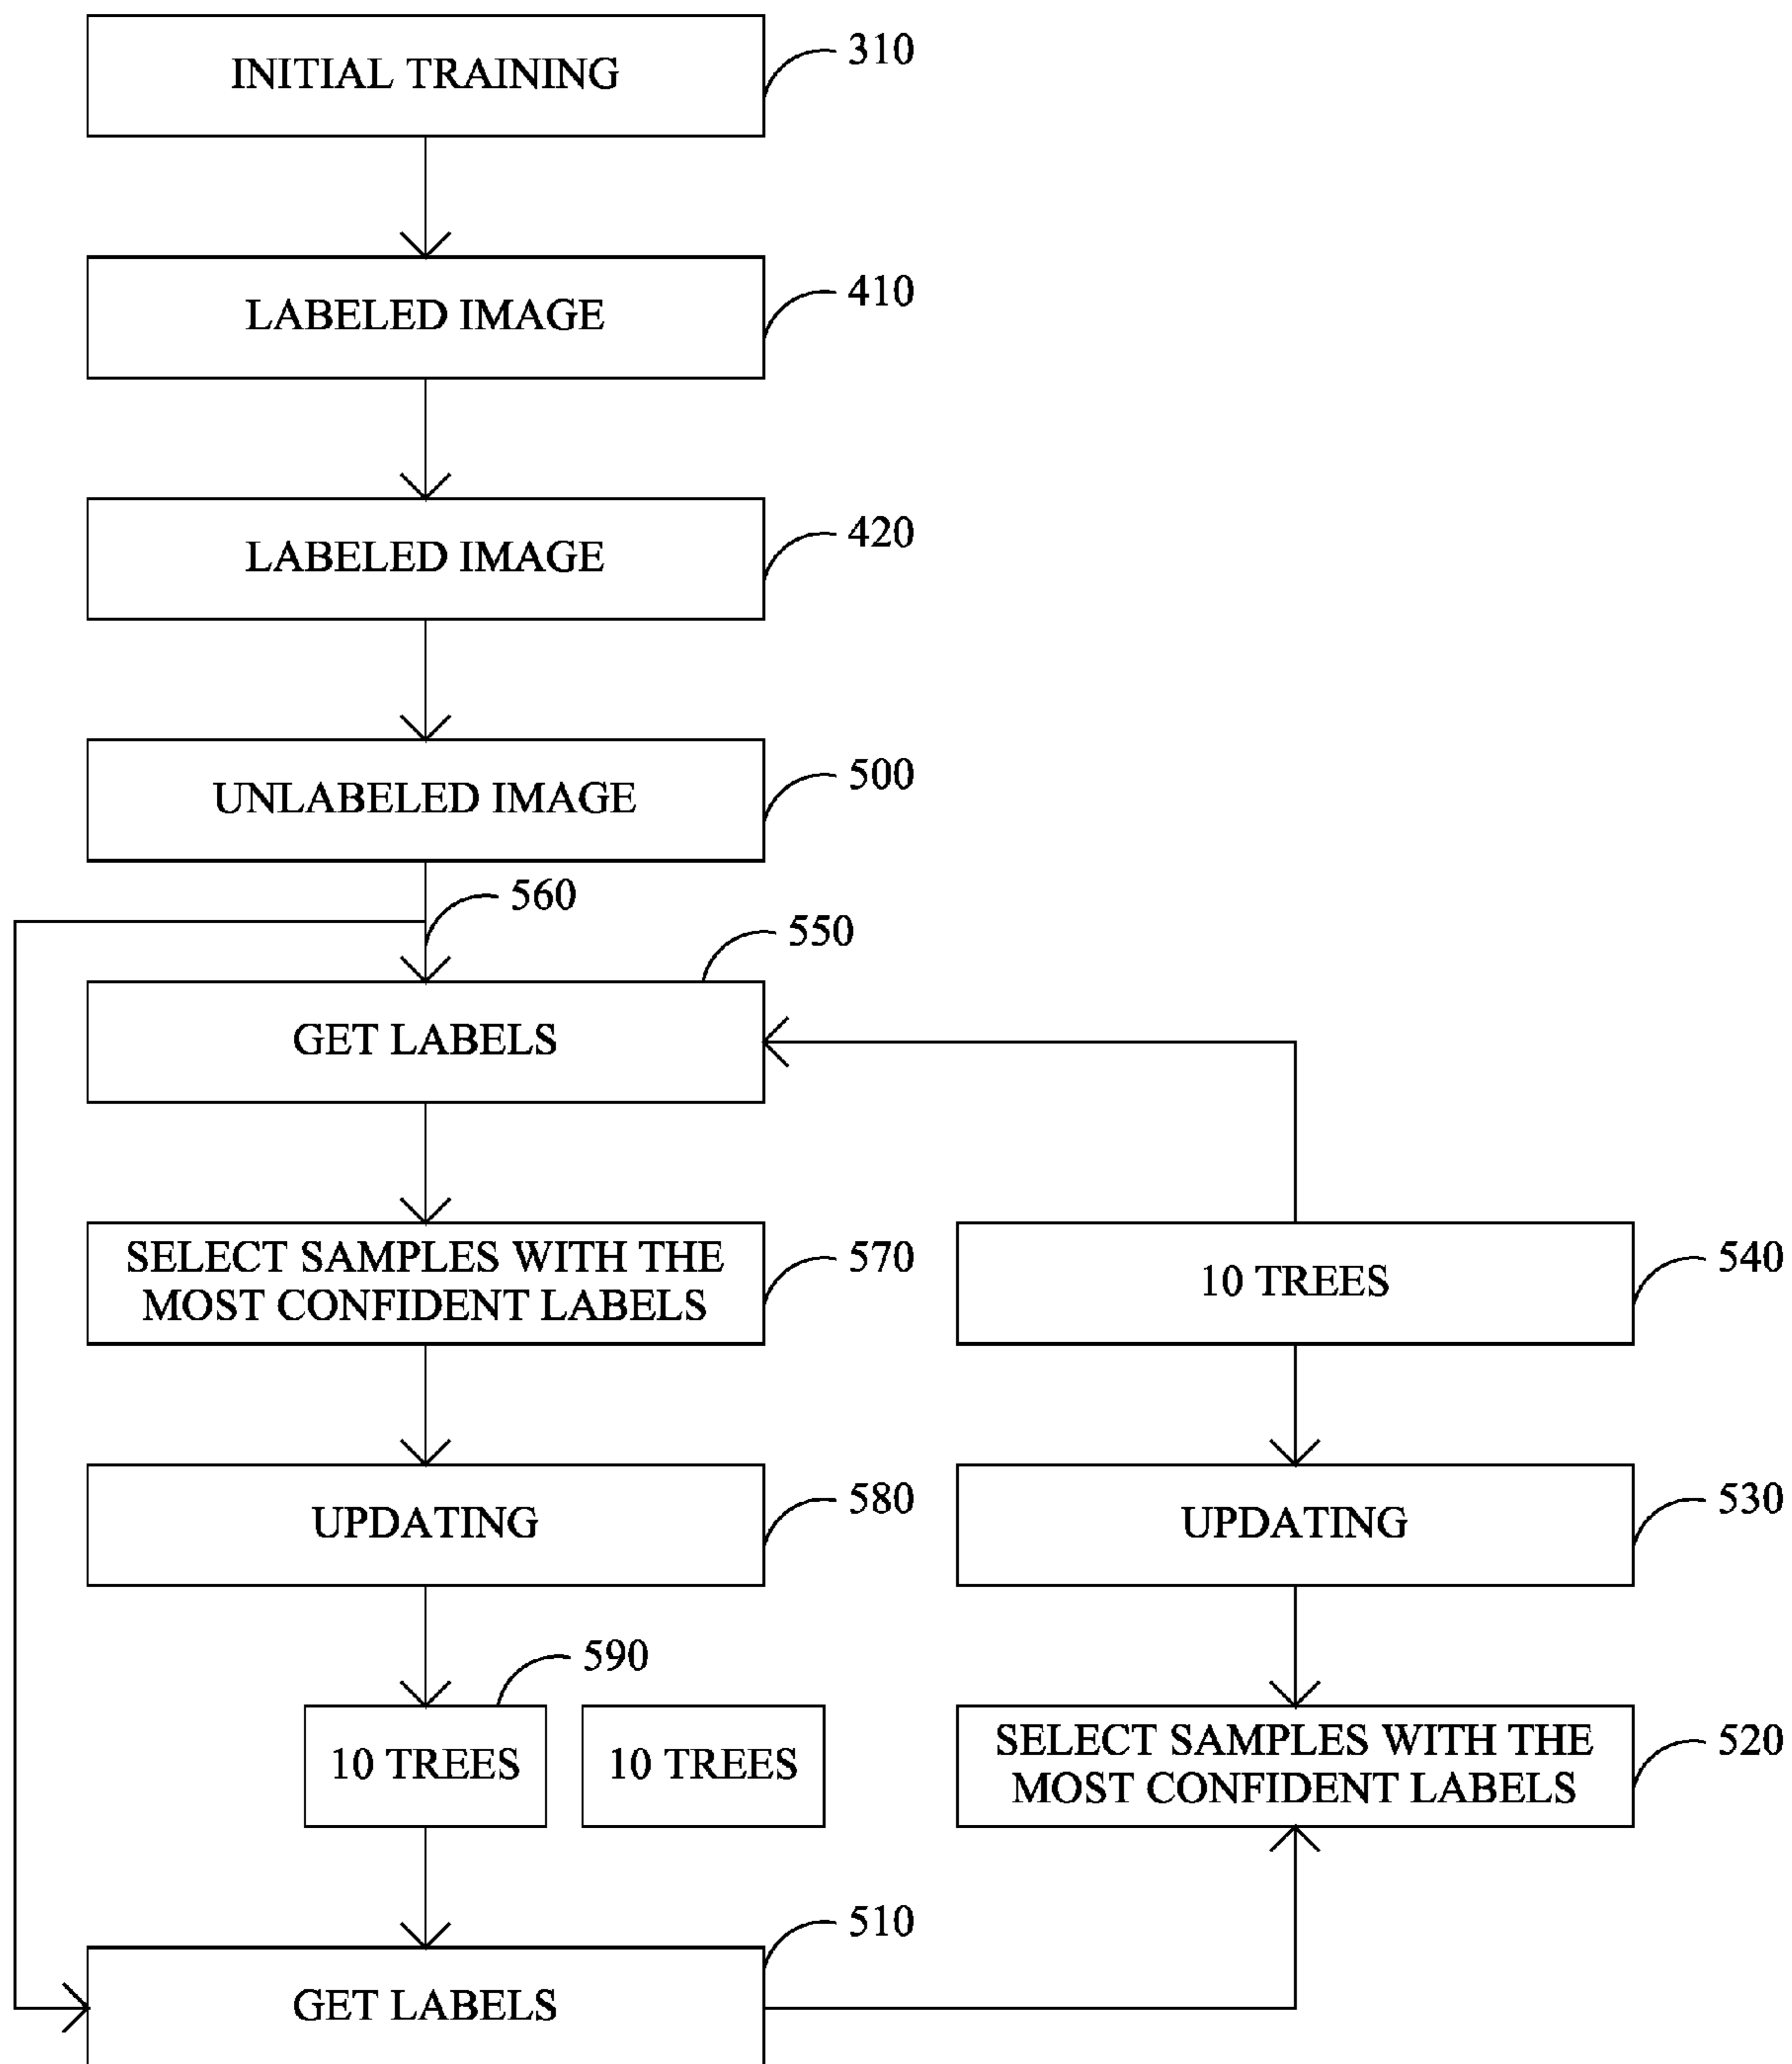 INITIAL TRAINING
310
LABELED IMAGE
410
LABELED IMAGE
420
UNLABELED IMAGE
500
560
550
GET LABELS
SELECT SAMPLES WITH THE
MOST CONFIDENT LABELS
570
10 TREES
540
UPDATING
580
UPDATING
530
590
10 TREES
10 TREES
SELECT SAMPLES WITH THE
MOST CONFIDENT LABELS
520
510
GET LABELS